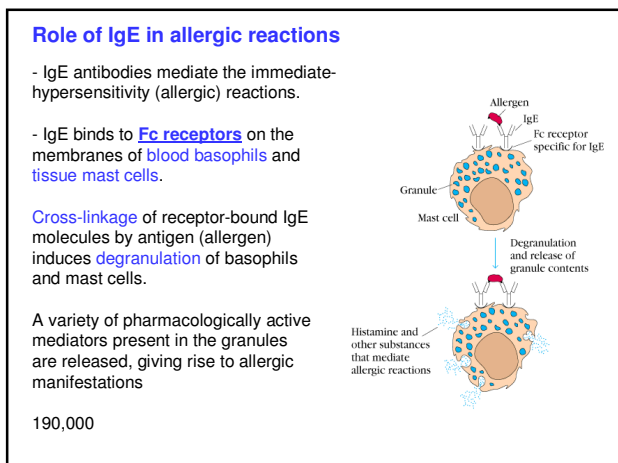 Role of IgE in allergic reactions
- IgE antibodies mediate the immediate-
hypersensitivity (allergic) reactions.
- IgE binds to Fc receptors on the
membranes of blood basophils and
tissue mast cells.
Cross-linkage of receptor-bound IgE
molecules by antigen (allergen)
induces degranulation of basophils
and mast cells.
A variety of pharmacologically active
mediators present in the granules
are released, giving rise to allergic
manifestations
190,000
Allergen
IgE
Fc receptor
specific for IgE
Granule
Mast cell
Degranulation
and release of
granule contents
Histamine and
other substances
that mediate
allergic reactions